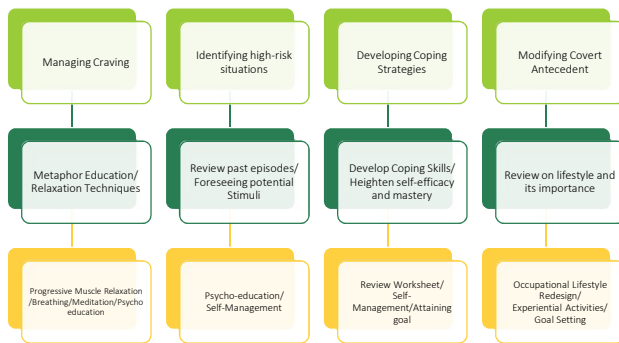 Managing Craving
Identifying high-risk
situations
Developing Coping
Strategies
Modifying Covert
Antecedent
Metaphor Education/
Relaxation Techniques
Review past episodes/
Foreseeing potential
Stimuli
Develop Coping Skills/
Heighten self-efficacy
and mastery
Review on lifestyle and
its importance
Progressive Muscle Relaxation
/Breathing/Meditation/Psycho
education
Psycho-education/
Self-Management
Review Worksheet/
Self-
Management/Attaining
goal
Occupational Lifestyle
Redesign/
Experiential Activities/
Goal Setting